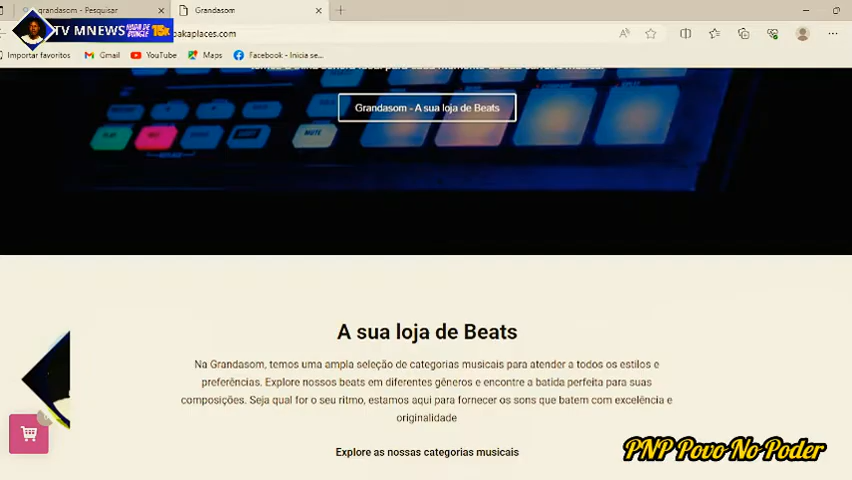 grandasom - Pesquisar
Grandasom
TV MNEWS
15K
akaplaces.com
Importar favoritos
Gmail
YouTube
Maps
Facebook - Inicia se...
Grandasom - A sua loja de Beats
MUTE
A sua loja de Beats
Na Grandasom, temos uma ampla seleção de categorias musicais para atender a todos os estilos e
preferências. Explore nossos beats em diferentes gêneros e encontre a batida perfeita para suas
composições. Seja qual for o seu ritmo, estamos aqui para fornecer os sons que batem com excelência e
originalidade
Explore as nossas categorias musicais
PNP Povo No Poder